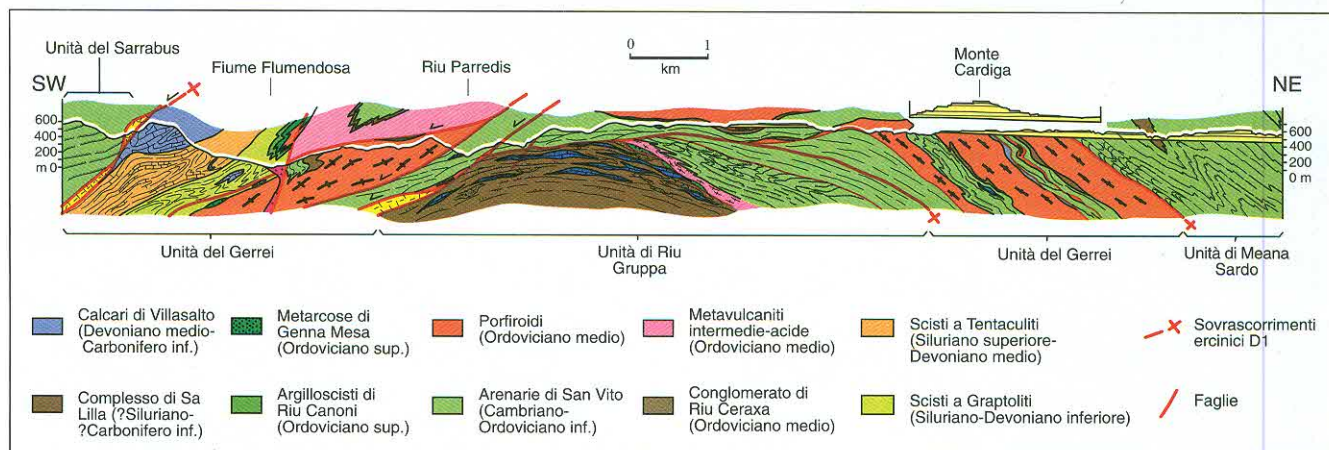 Unità del Sarrabus
Fiume Flumendosa
Riu Parredis
0 1
km
Monte
Cardiga
SW
NE
600
400
200
m 0
600
400
200
0 m
Unità del Gerrei
Unità di Riu
Gruppa
Unità del Gerrei
Unità di Meana
Sardo
Calcari di Villasalto
(Devoniano medio-
Carbonifero inf.)
Metarcose di
Genna Mesa
(Ordoviciano sup.)
Porfiroidi
(Ordoviciano medio)
Metavulcaniti
intermedie-acide
(Ordoviciano medio)
Scisti a Tentaculiti
(Siluriano superiore-
Devoniano medio)
Sovrascorrimenti
ercinici D1
Complesso di Sa
Lilla (?Siluriano-
?Carbonifero inf.)
Argilloscisti di
Riu Canoni
(Ordoviciano sup.)
Arenarie di San Vito
(Cambriano-
Ordoviciano inf.)
Conglomerato di
Riu Ceraxa
(Ordoviciano medio)
Scisti a Graptoliti
(Siluriano-Devoniano inferiore)
Faglie